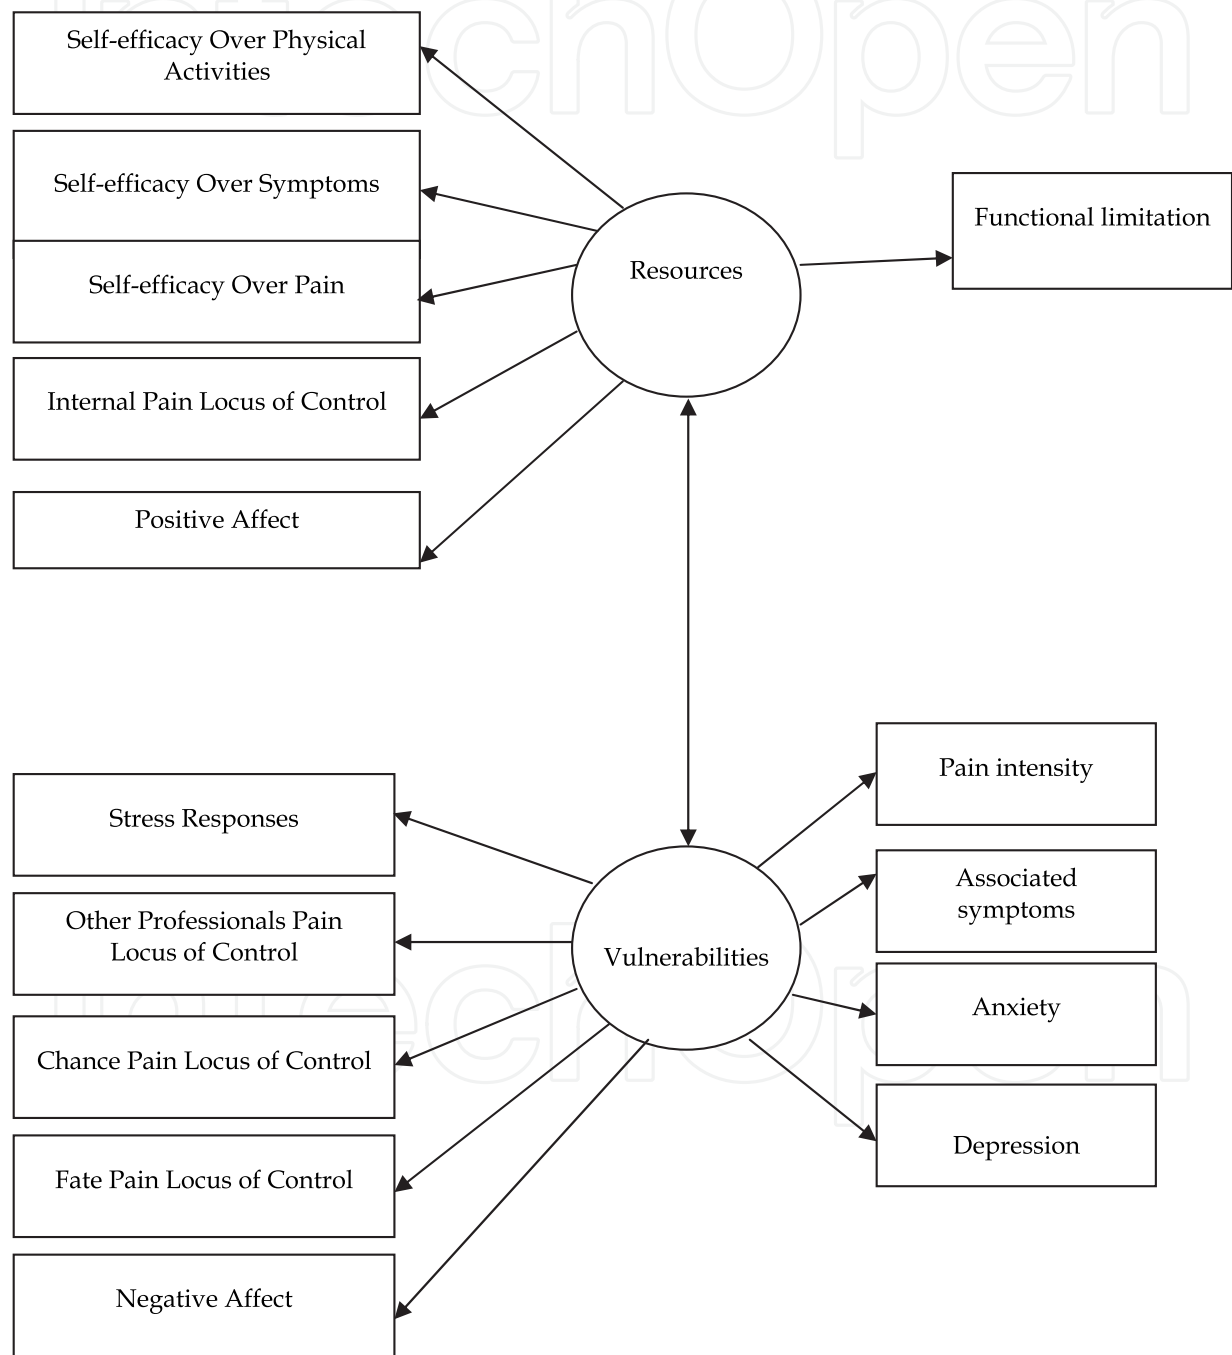 Self-efficacy Over Physical
Activities
Self-efficacy Over Symptoms
Self-efficacy Over Pain
Internal Pain Locus of Control
Positive Affect
Resources
Functional limitation
Stress Responses
Other Professionals Pain
Locus of Control
Chance Pain Locus of Control
Fate Pain Locus of Control
Negative Affect
Vulnerabilities
Pain intensity
Associated
symptoms
Anxiety
Depression
IntechOpen
IntechOpen